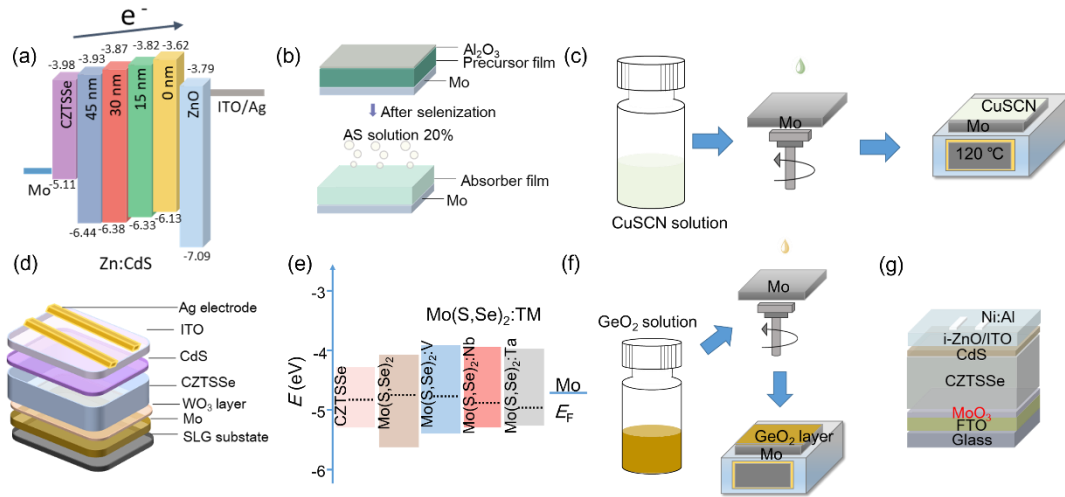 (a)
e⁻
-3.98
-3.93
-3.87
-3.82
-3.62
-3.79
CZTSSe
45 nm
30 nm
15 nm
0 nm
ZnO
ITO/Ag
Mo
-5.11
-6.44
-6.38
-6.33
-6.13
-7.09
Zn:CdS
(b)
Al₂O₃
Precursor film
Mo
After selenization
AS solution 20%
Absorber film
Mo
(c)
CuSCN solution
Mo
CuSCN
Mo
120 ℃
(d)
Ag electrode
ITO
CdS
CZTSSe
WO₃ layer
Mo
SLG substate
(e)
E (eV)
-3
-4
-5
-6
Mo(S,Se)₂:TM
CZTSSe
Mo(S,Se)₂
Mo(S,Se)₂:V
Mo(S,Se)₂:Nb
Mo(S,Se)₂:Ta
Mo
E_F
(f)
GeO₂ solution
Mo
GeO₂ layer
Mo
(g)
Ni:Al
i-ZnO/ITO
CdS
CZTSSe
MoO₃
FTO
Glass